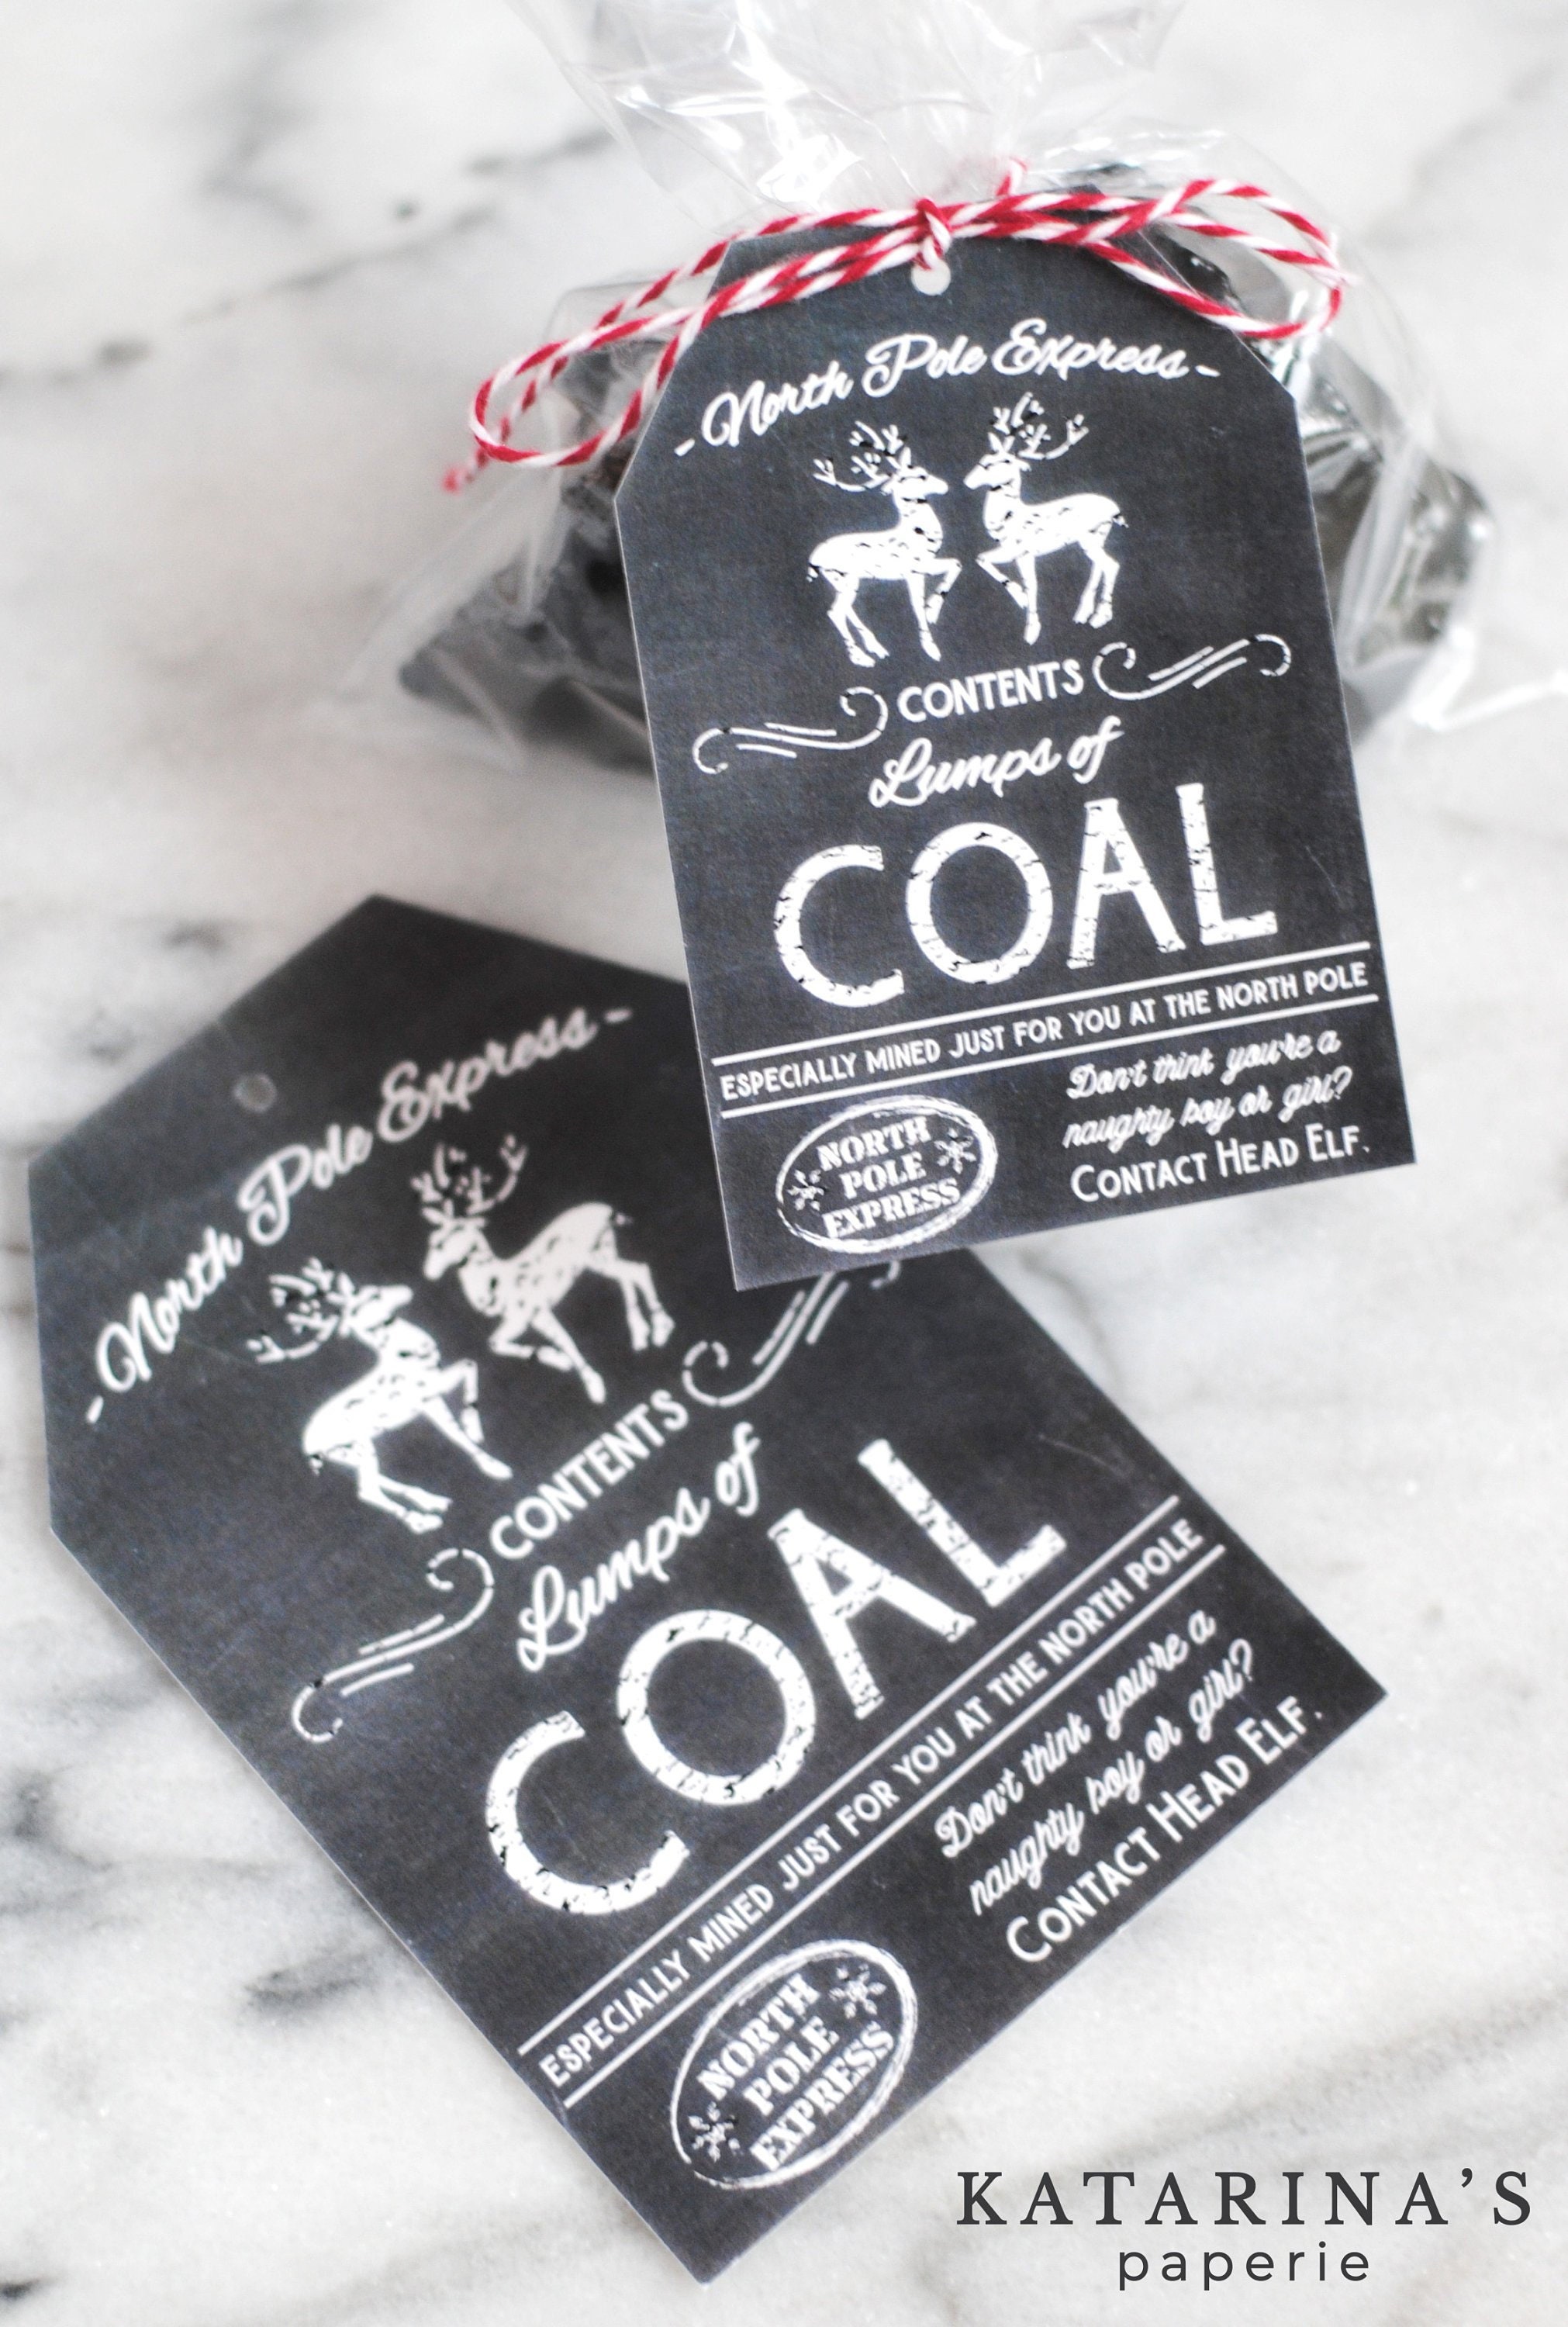 - North Pole Express -
CONTENTS
Lumps of
COAL
ESPECIALLY MINED JUST FOR YOU AT THE NORTH POLE
Don't think you're a
naughty boy or girl?
CONTACT HEAD ELF.
NORTH
POLE
EXPRESS
- North Pole Express -
CONTENTS
Lumps of
COAL
ESPECIALLY MINED JUST FOR YOU AT THE NORTH POLE
Don't think you're a
naughty boy or girl?
CONTACT HEAD ELF.
NORTH
POLE
EXPRESS
KATARINA'S
paperie